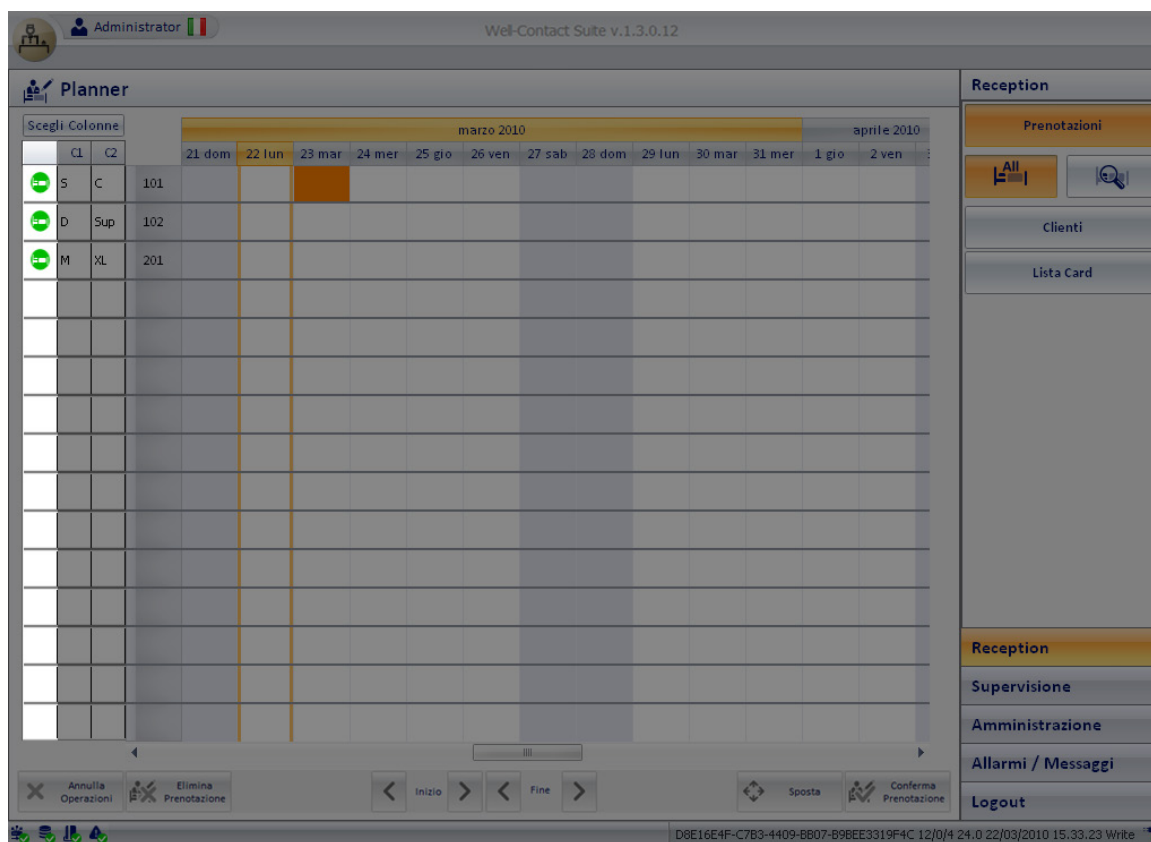 Administrator
Well-Contact Suite v.1.3.0.12
Planner
Reception
Scegli Colonne
marzo 2010 aprile 2010
C1 C2 21 dom 22 lun 23 mar 24 mer 25 gio 26 ven 27 sab 28 dom 29 lun 30 mar 31 mer 1 gio 2 ven
S C 101
D Sup 102
M XL 201
Prenotazioni
All
Clienti
Lista Card
Reception
Supervisione
Amministrazione
Allarmi / Messaggi
Logout
Annulla
Operazioni
Elimina
Prenotazione
Inizio
Fine
Sposta
Conferma
Prenotazione
D8E16E4F-C7B3-4409-BB07-B9BEE3319F4C 12/0/4 24.0 22/03/2010 15.33.23 Write